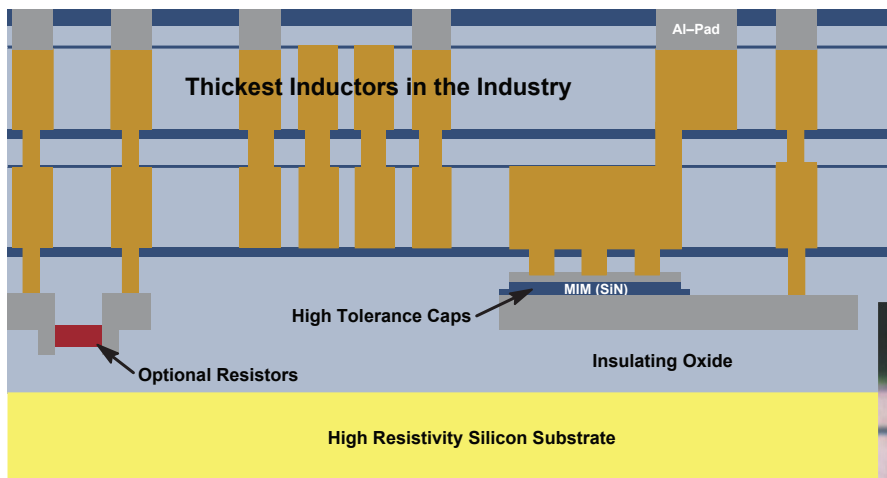 Al–Pad
Thickest Inductors in the Industry
MIM (SiN)
High Tolerance Caps
Insulating Oxide
Optional Resistors
High Resistivity Silicon Substrate